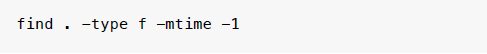 find . –type f –mtime –1